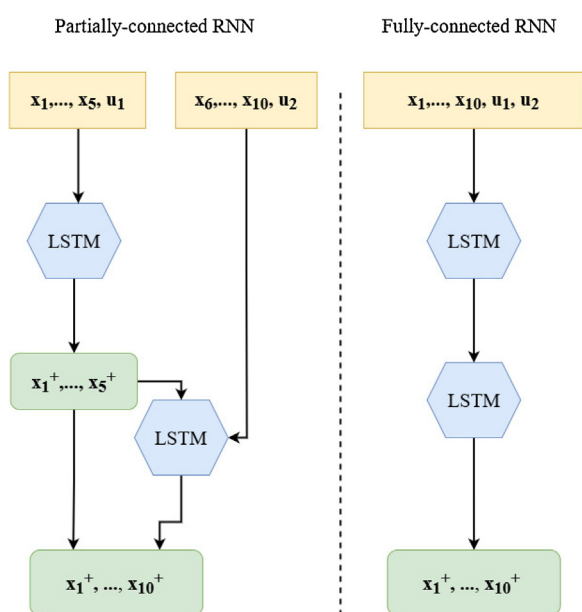 Partially-connected RNN
Fully-connected RNN
x₁,..., x₅, u₁
x₆,..., x₁₀, u₂
x₁,..., x₁₀, u₁, u₂
LSTM
LSTM
x₁⁺,..., x₅⁺
LSTM
LSTM
x₁⁺, ..., x₁₀⁺
x₁⁺, ..., x₁₀⁺